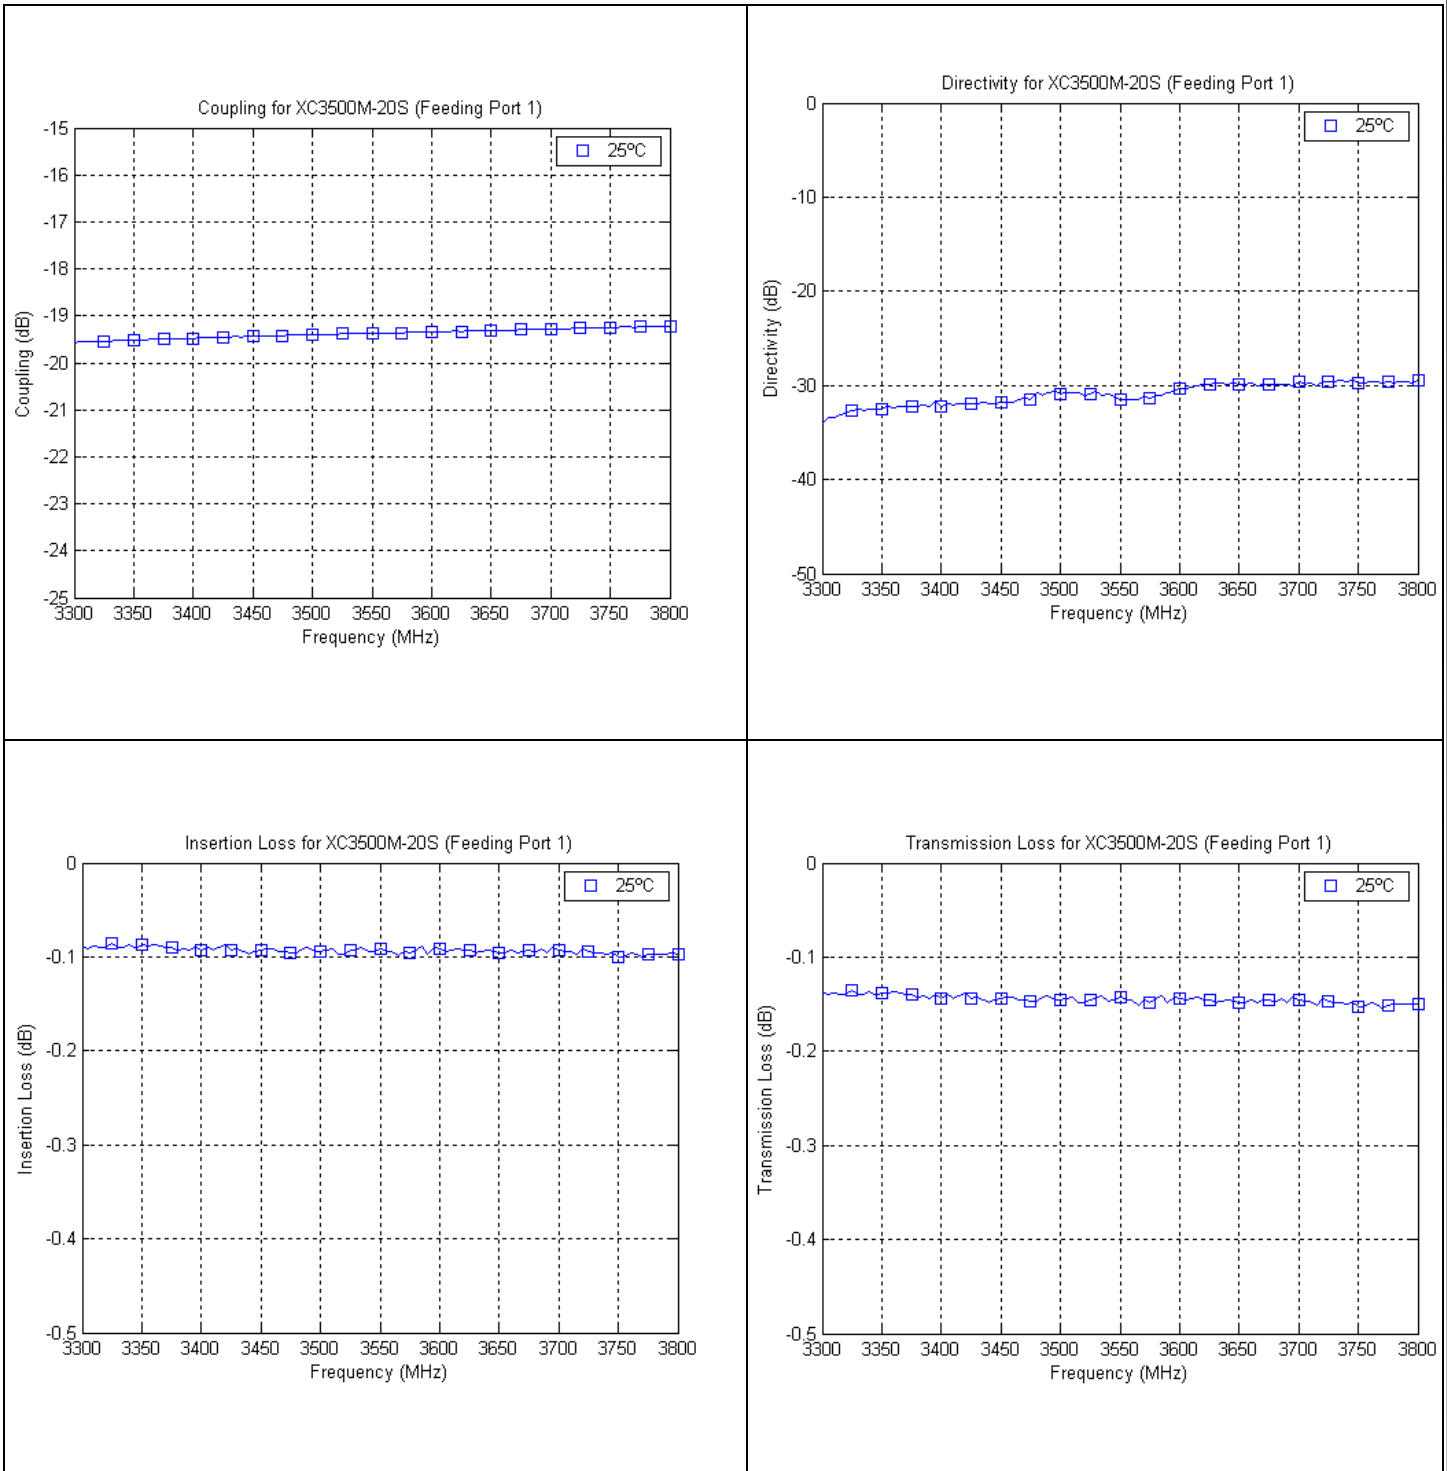 Coupling for XC3500M-20S (Feeding Port 1)
25ºC
-15
-16
-17
-18
-19
-20
-21
-22
-23
-24
-25
Coupling (dB)
3300 3350 3400 3450 3500 3550 3600 3650 3700 3750 3800
Frequency (MHz)
Directivity for XC3500M-20S (Feeding Port 1)
25ºC
0
-10
-20
-30
-40
-50
Directivity (dB)
3300 3350 3400 3450 3500 3550 3600 3650 3700 3750 3800
Frequency (MHz)
Insertion Loss for XC3500M-20S (Feeding Port 1)
25ºC
0
-0.1
-0.2
-0.3
-0.4
-0.5
Insertion Loss (dB)
3300 3350 3400 3450 3500 3550 3600 3650 3700 3750 3800
Frequency (MHz)
Transmission Loss for XC3500M-20S (Feeding Port 1)
25ºC
0
-0.1
-0.2
-0.3
-0.4
-0.5
Transmission Loss (dB)
3300 3350 3400 3450 3500 3550 3600 3650 3700 3750 3800
Frequency (MHz)